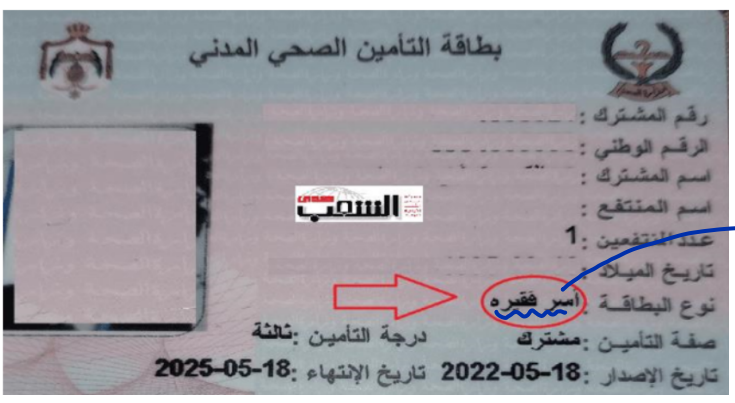 بطاقة التأمين الصحي المدني
رقم المشترك :
الرقم الوطني :
اسم المشترك :
اسم المنتفع :
صدى الشعب
عدد المنتفعين :1
تاريخ الميلاد :
نوع البطاقة :أسر فقيره
صفة التأمين :مشترك درجة التأمين :ثالثة
تاريخ الإصدار :18-05-2022 تاريخ الإنتهاء :18-05-2025